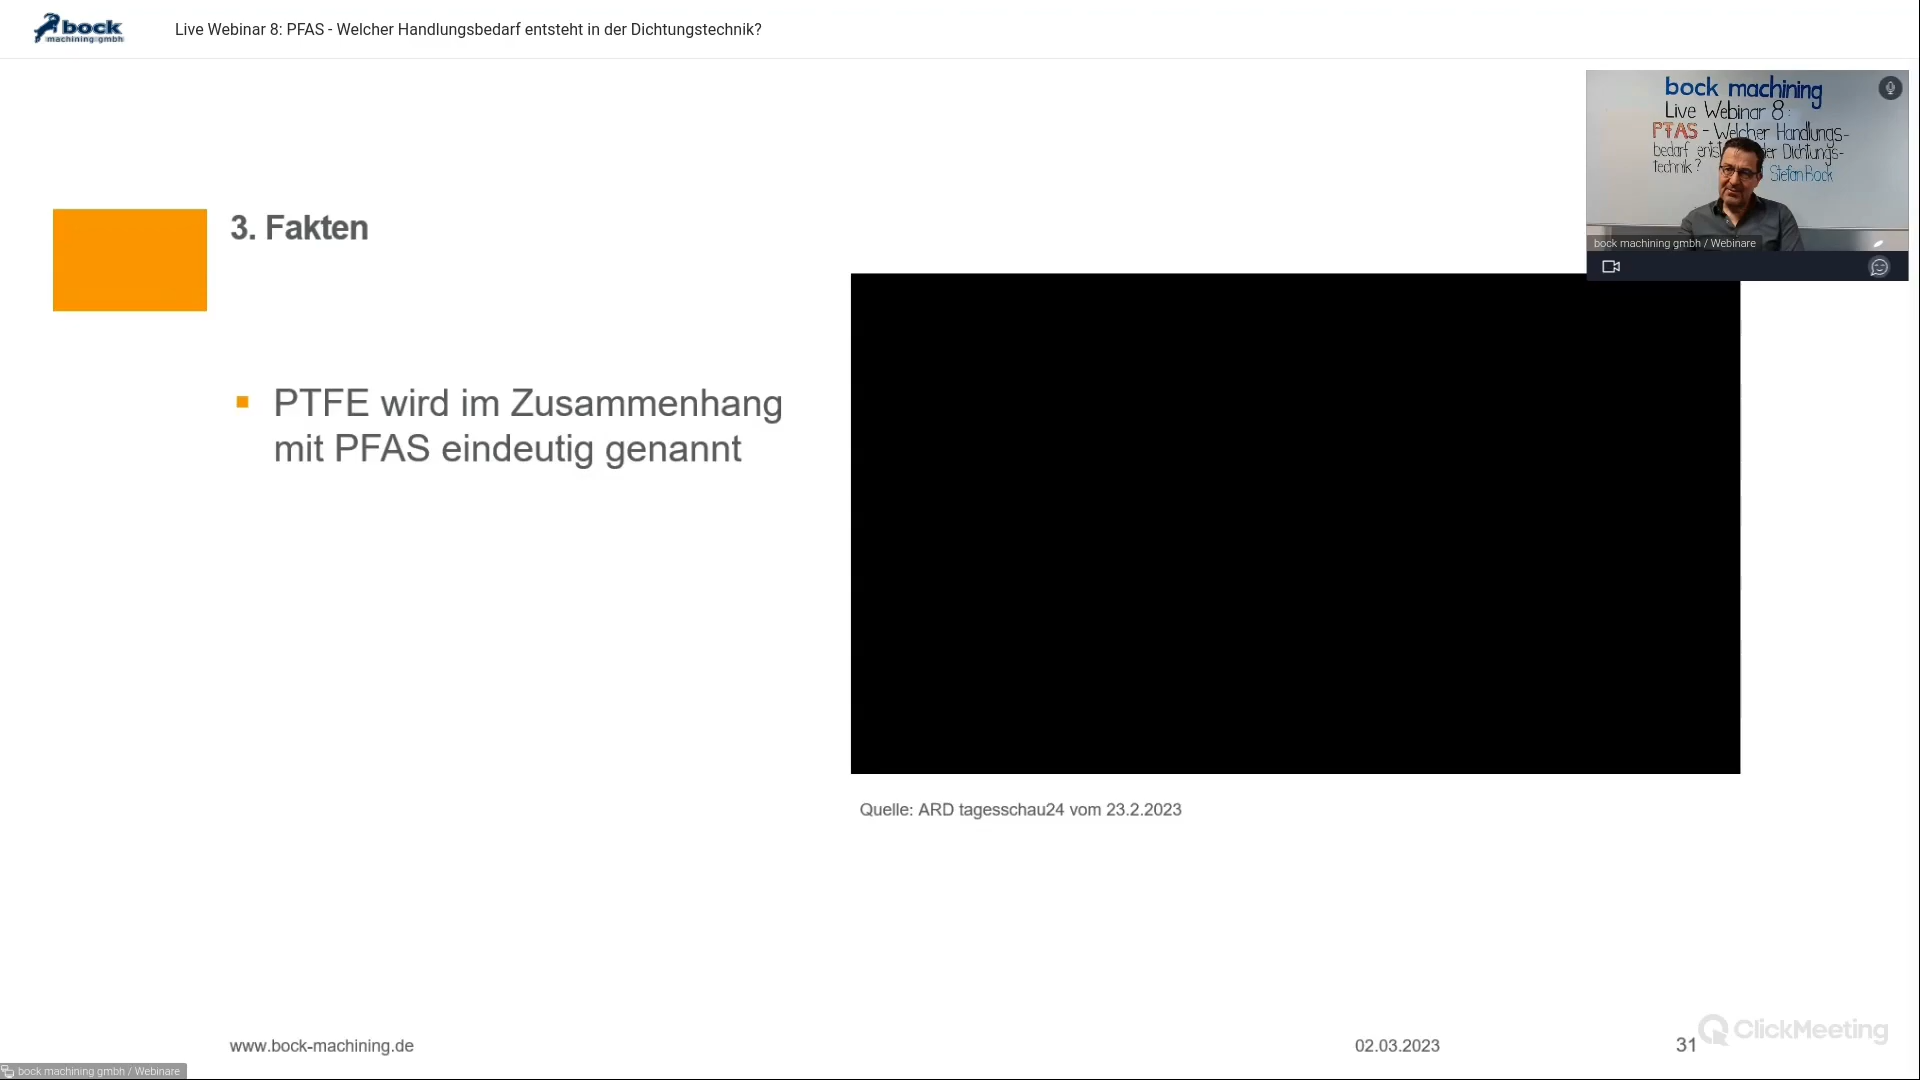 bock
machining gmbh
Live Webinar 8: PFAS - Welcher Handlungsbedarf entsteht in der Dichtungstechnik?
bock machining
Live Webinar 8:
PFAS - Welcher Handlungs-
bedarf der Dichtungs-
technik? Stefan Bock
bock machining gmbh / Webinare
3. Fakten
▪ PTFE wird im Zusammenhang
mit PFAS eindeutig genannt
Quelle: ARD tagesschau24 vom 23.2.2023
www.bock-machining.de
02.03.2023
31
ClickMeeting
bock machining gmbh / Webinare